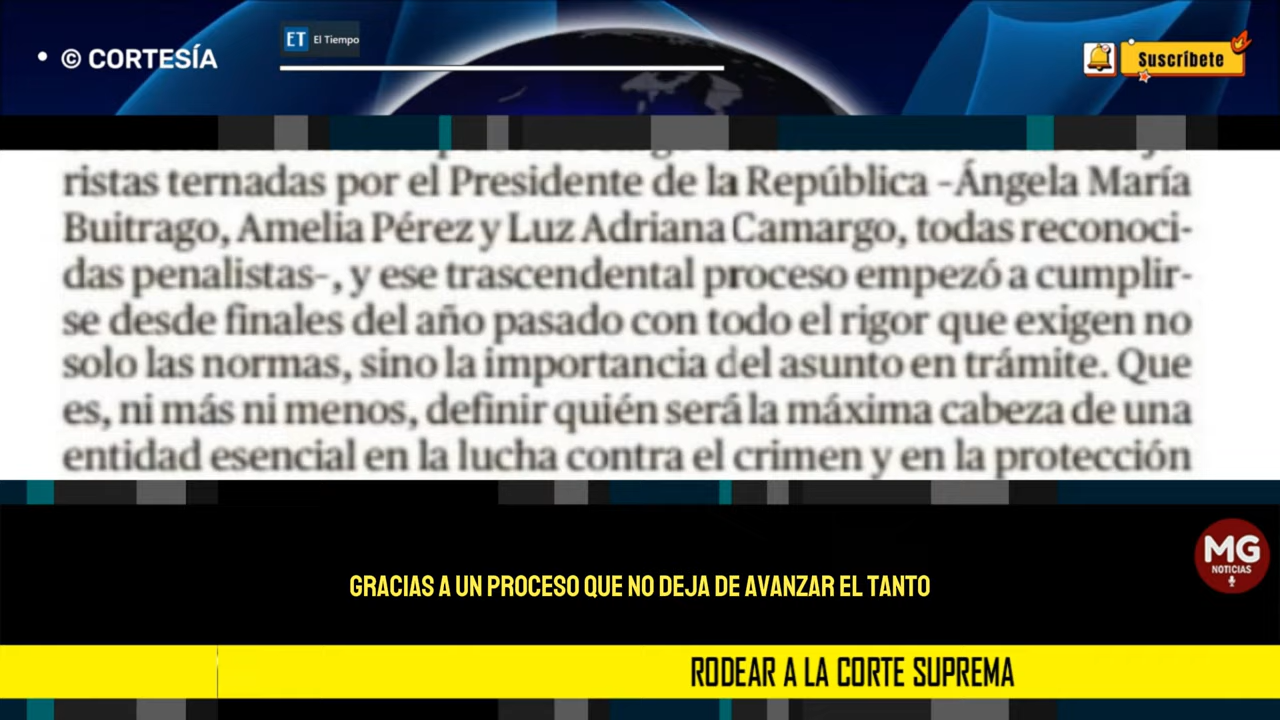 • © CORTESÍA
ET El Tiempo
Suscríbete
ristas ternadas por el Presidente de la República -Ángela María
Buitrago, Amelia Pérez y Luz Adriana Camargo, todas reconoci-
das penalistas-, y ese trascendental proceso empezó a cumplir-
se desde finales del año pasado con todo el rigor que exigen no
solo las normas, sino la importancia del asunto en trámite. Que
es, ni más ni menos, definir quién será la máxima cabeza de una
entidad esencial en la lucha contra el crimen y en la protección
MG
NOTICIAS
GRACIAS A UN PROCESO QUE NO DEJA DE AVANZAR EL TANTO
RODEAR A LA CORTE SUPREMA